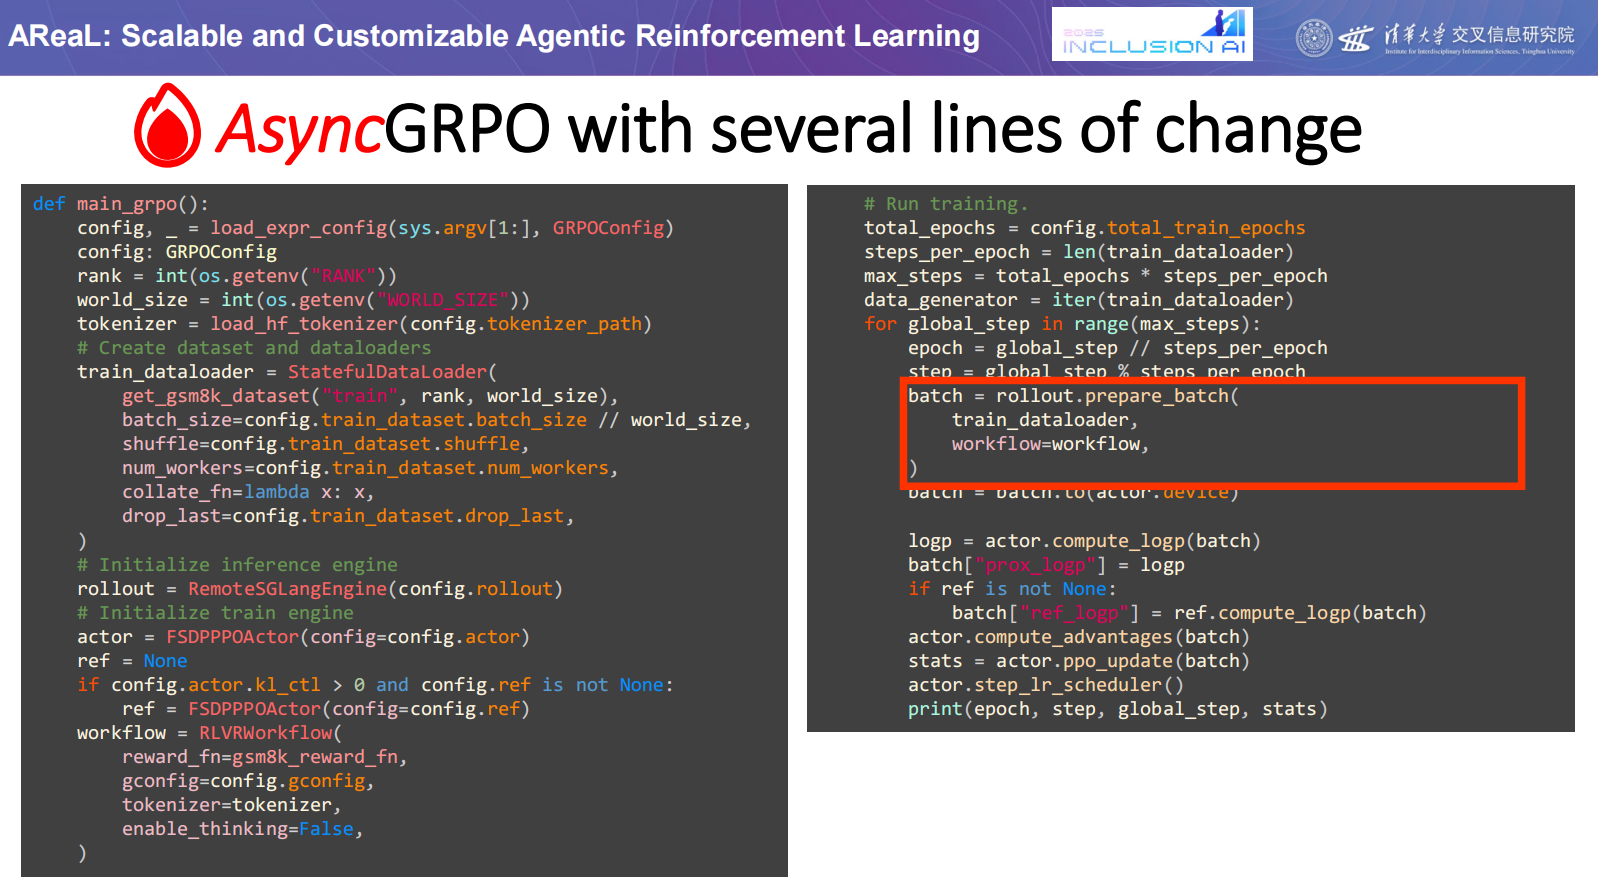 AReaL: Scalable and Customizable Agentic Reinforcement Learning
2025
INCLUSION AI
清华大学 交叉信息研究院
Institute for Interdisciplinary Information Sciences, Tsinghua University
AsyncGRPO with several lines of change
def main_grpo():
    config, _ = load_expr_config(sys.argv[1:], GRPOConfig)
    config: GRPOConfig
    rank = int(os.getenv("RANK"))
    world_size = int(os.getenv("WORLD_SIZE"))
    tokenizer = load_hf_tokenizer(config.tokenizer_path)
    # Create dataset and dataloaders
    train_dataloader = StatefulDataLoader(
        get_gsm8k_dataset("train", rank, world_size),
        batch_size=config.train_dataset.batch_size // world_size,
        shuffle=config.train_dataset.shuffle,
        num_workers=config.train_dataset.num_workers,
        collate_fn=lambda x: x,
        drop_last=config.train_dataset.drop_last,
    )
    # Initialize inference engine
    rollout = RemoteSGLangEngine(config.rollout)
    # Initialize train engine
    actor = FSDPPPOActor(config=config.actor)
    ref = None
    if config.actor.kl_ctl > 0 and config.ref is not None:
        ref = FSDPPPOActor(config=config.ref)
    workflow = RLVRWorkflow(
        reward_fn=gsm8k_reward_fn,
        gconfig=config.gconfig,
        tokenizer=tokenizer,
        enable_thinking=False,
    )
    # Run training.
    total_epochs = config.total_train_epochs
    steps_per_epoch = len(train_dataloader)
    max_steps = total_epochs * steps_per_epoch
    data_generator = iter(train_dataloader)
    for global_step in range(max_steps):
        epoch = global_step // steps_per_epoch
        step = global_step % steps_per_epoch
        batch = rollout.prepare_batch(
            train_dataloader,
            workflow=workflow,
        )
        batch = batch.to(actor.device)
        logp = actor.compute_logp(batch)
        batch["prox_logp"] = logp
        if ref is not None:
            batch["ref_logp"] = ref.compute_logp(batch)
        actor.compute_advantages(batch)
        stats = actor.ppo_update(batch)
        actor.step_lr_scheduler()
        print(epoch, step, global_step, stats)